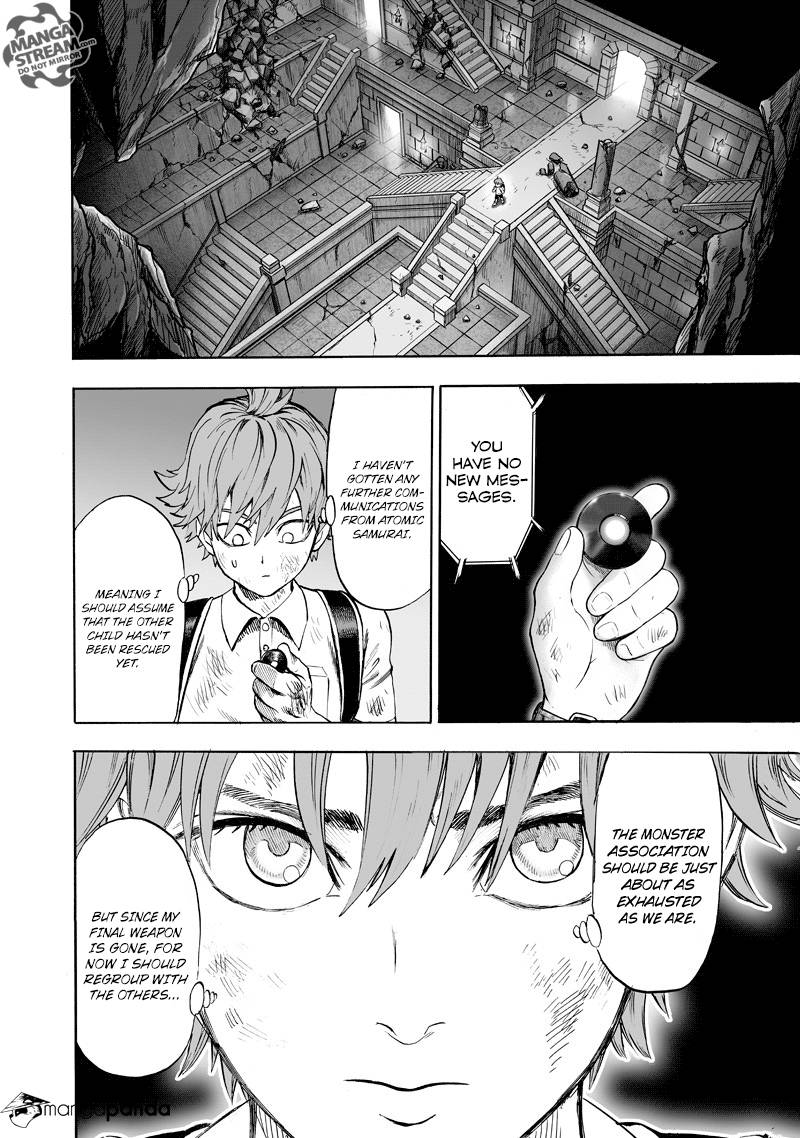 MANGA
STREAM
DO NOT MIRROR
YOU
HAVE NO
NEW MES-
SAGES.
I HAVEN'T
GOTTEN ANY
FURTHER COM-
MUNICATIONS
FROM ATOMIC
SAMURAI.
MEANING I
SHOULD ASSUME
THAT THE OTHER
CHILD HASN'T
BEEN RESCUED
YET.
THE MONSTER
ASSOCIATION
SHOULD BE JUST
ABOUT AS
EXHAUSTED
AS WE ARE.
BUT SINCE MY
FINAL WEAPON
IS GONE, FOR
NOW I SHOULD
REGROUP WITH
THE OTHERS...
mangapanda